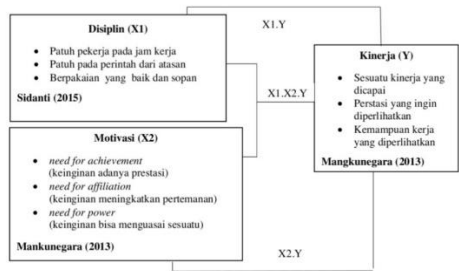 Disiplin (X1)
• Patuh pekerja pada jam kerja
• Patuh pada perintah dari atasan
• Berpakaian yang baik dan sopan
Sidanti (2015)
Motivasi (X2)
• need for achievement
(keinginan adanya prestasi)
• need for affiliation
(keinginan meningkatkan pertemanan)
• need for power
(keinginan bisa menguasai sesuatu)
Mankunegara (2013)
X1.Y
X1.X2.Y
X2.Y
Kinerja (Y)
• Sesuatu kinerja yang
dicapai
• Perstasi yang ingin
diperlihatkan
• Kemampuan kerja
yang diperlihatkan
Mangkunegara (2013)